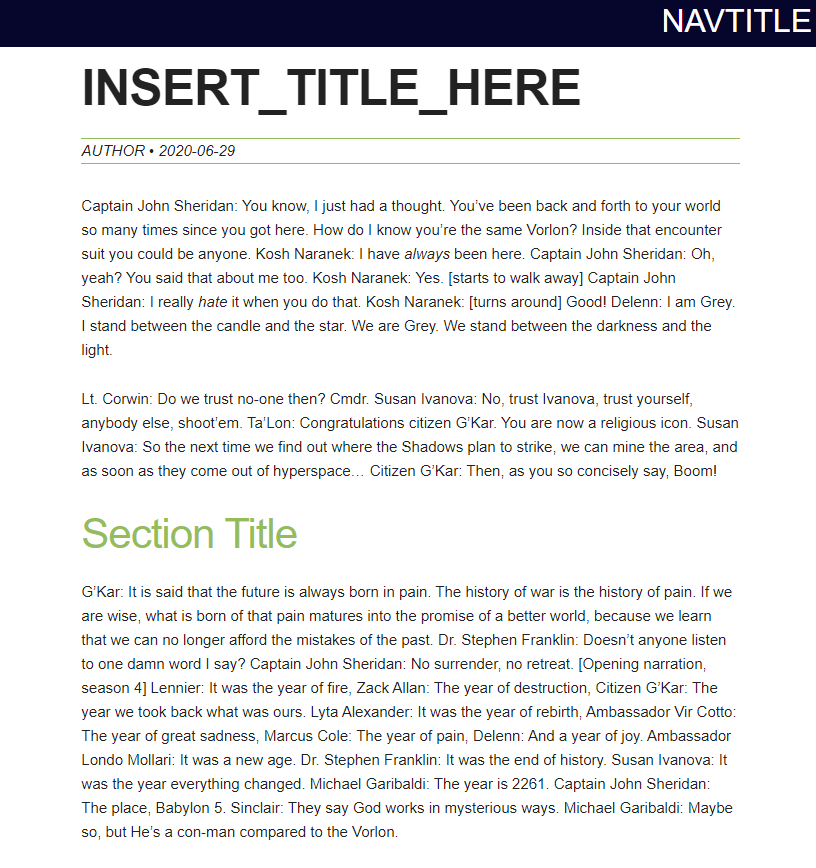 NAVTITLE
INSERT_TITLE_HERE
AUTHOR • 2020-06-29
Captain John Sheridan: You know, I just had a thought. You’ve been back and forth to your world
so many times since you got here. How do I know you’re the same Vorlon? Inside that encounter
suit you could be anyone. Kosh Naranek: I have always been here. Captain John Sheridan: Oh,
yeah? You said that about me too. Kosh Naranek: Yes. [starts to walk away] Captain John
Sheridan: I really hate it when you do that. Kosh Naranek: [turns around] Good! Delenn: I am Grey.
I stand between the candle and the star. We are Grey. We stand between the darkness and the
light.
Lt. Corwin: Do we trust no-one then? Cmdr. Susan Ivanova: No, trust Ivanova, trust yourself,
anybody else, shoot’em. Ta’Lon: Congratulations citizen G’Kar. You are now a religious icon. Susan
Ivanova: So the next time we find out where the Shadows plan to strike, we can mine the area, and
as soon as they come out of hyperspace… Citizen G’Kar: Then, as you so concisely say, Boom!
Section Title
G’Kar: It is said that the future is always born in pain. The history of war is the history of pain. If we
are wise, what is born of that pain matures into the promise of a better world, because we learn
that we can no longer afford the mistakes of the past. Dr. Stephen Franklin: Doesn’t anyone listen
to one damn word I say? Captain John Sheridan: No surrender, no retreat. [Opening narration,
season 4] Lennier: It was the year of fire, Zack Allan: The year of destruction, Citizen G’Kar: The
year we took back what was ours. Lyta Alexander: It was the year of rebirth, Ambassador Vir Cotto:
The year of great sadness, Marcus Cole: The year of pain, Delenn: And a year of joy. Ambassador
Londo Mollari: It was a new age. Dr. Stephen Franklin: It was the end of history. Susan Ivanova: It
was the year everything changed. Michael Garibaldi: The year is 2261. Captain John Sheridan:
The place, Babylon 5. Sinclair: They say God works in mysterious ways. Michael Garibaldi: Maybe
so, but He’s a con-man compared to the Vorlon.